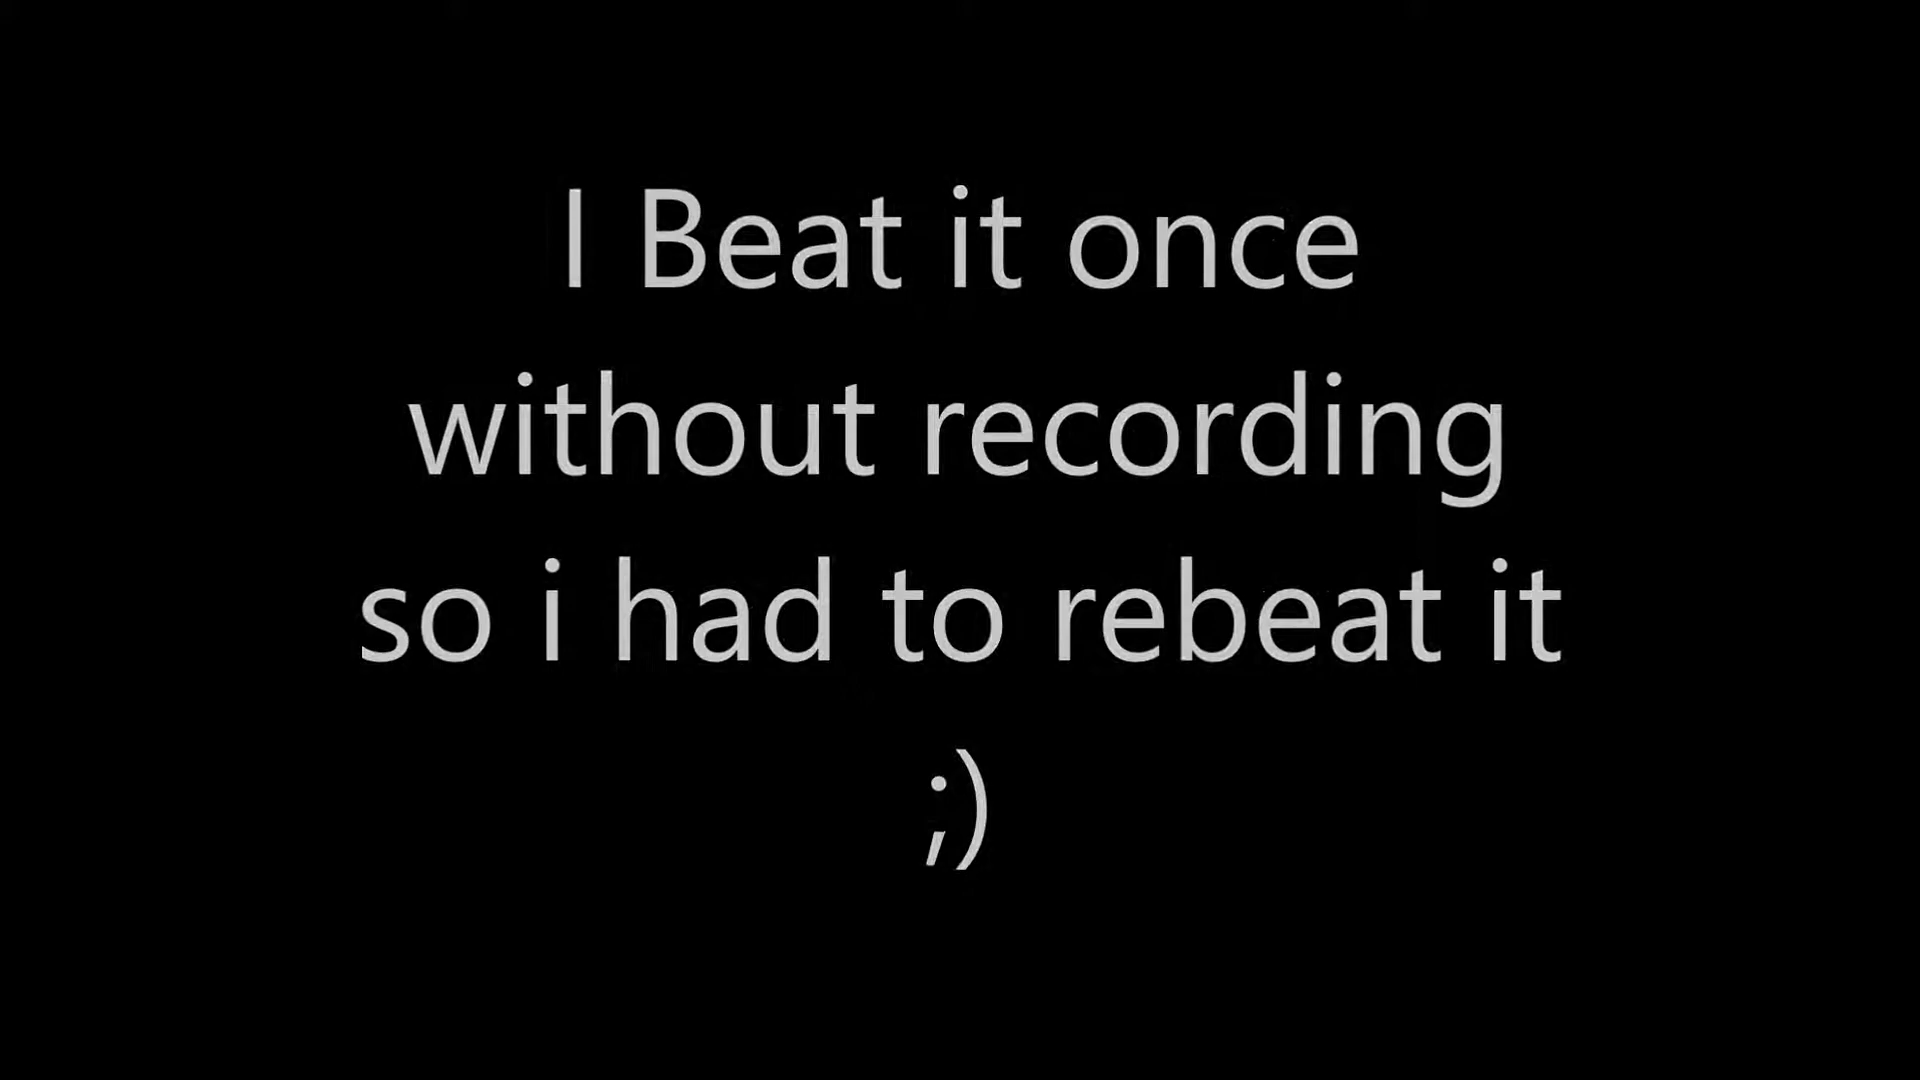 I Beat it once
without recording
so i had to rebeat it
;)